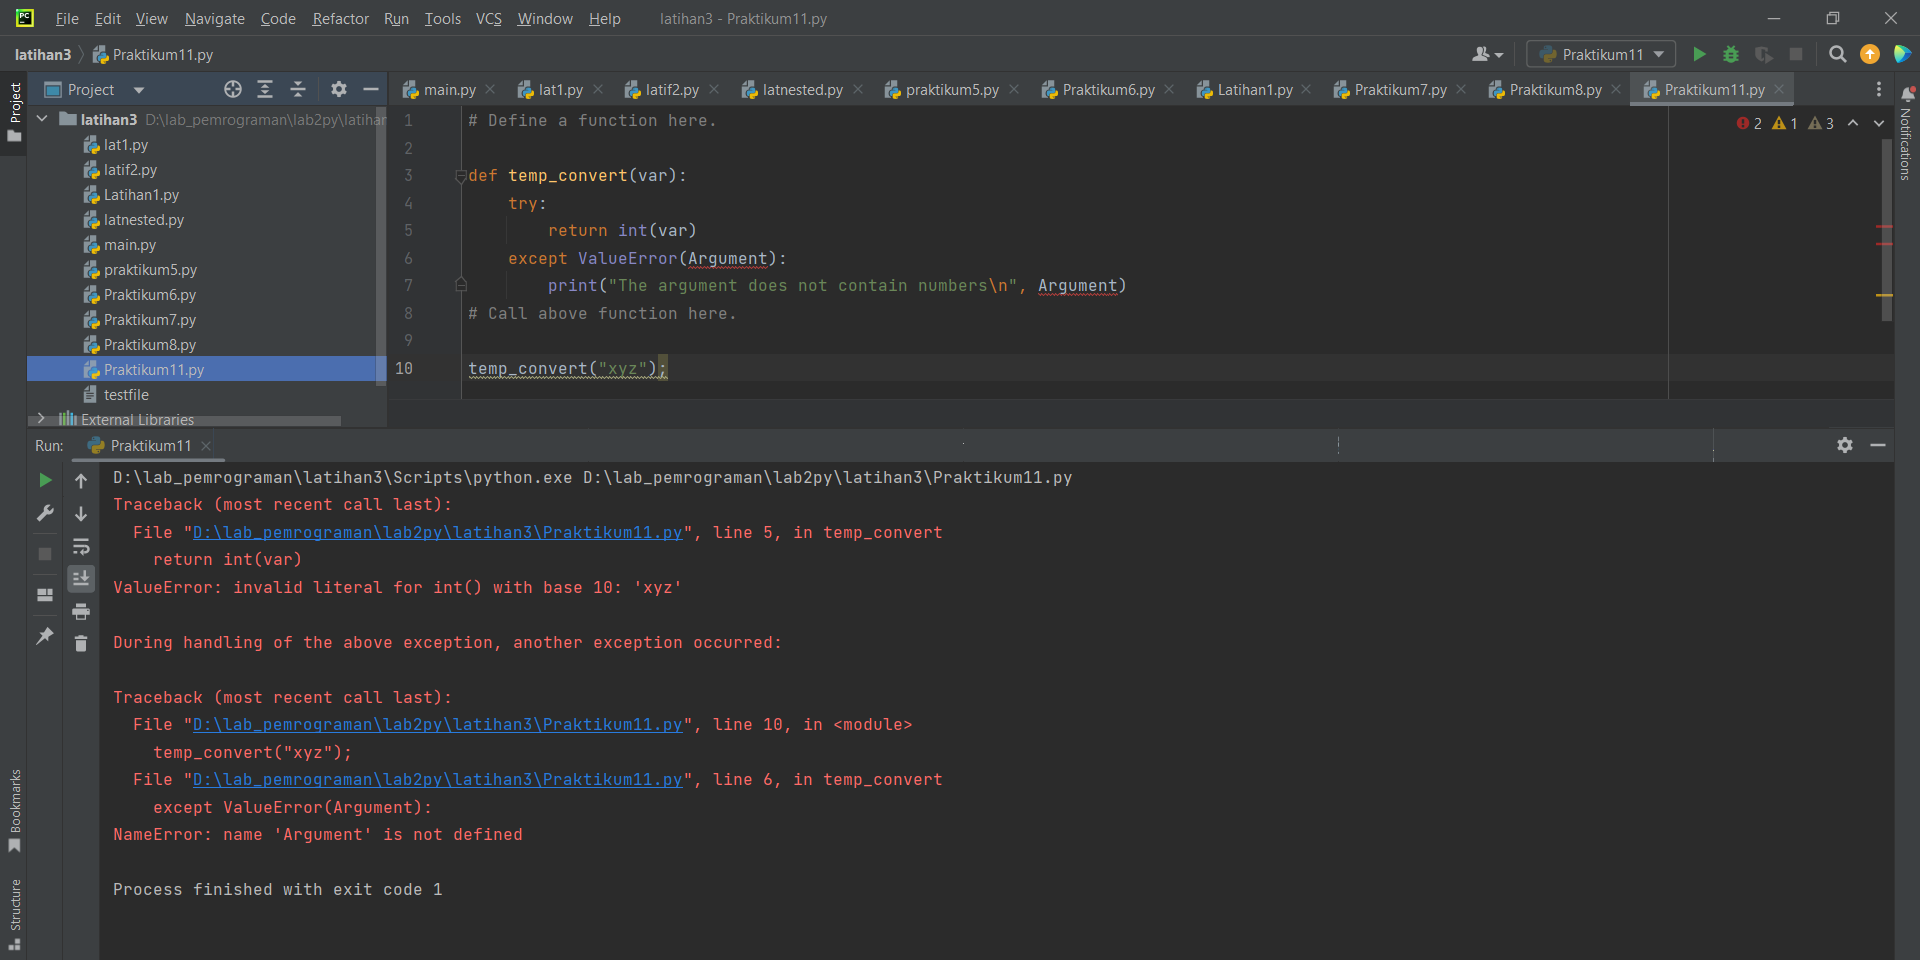 PC
File Edit View Navigate Code Refactor Run Tools VCS Window Help latihan3 - Praktikum11.py
latihan3 Praktikum11.py Praktikum11
Project
Project main.py lat1.py latif2.py latnested.py praktikum5.py Praktikum6.py Latihan1.py Praktikum7.py Praktikum8.py Praktikum11.py
Notifications
latihan3 D:\lab_pemrograman\lab2py\latihan
lat1.py
latif2.py
Latihan1.py
latnested.py
main.py
praktikum5.py
Praktikum6.py
Praktikum7.py
Praktikum8.py
Praktikum11.py
testfile
External Libraries
2 1 3
1 # Define a function here.
2
3 def temp_convert(var):
4 try:
5 return int(var)
6 except ValueError(Argument):
7 print("The argument does not contain numbers\n", Argument)
8 # Call above function here.
9
10 temp_convert("xyz");
Run: Praktikum11
D:\lab_pemrograman\latihan3\Scripts\python.exe D:\lab_pemrograman\lab2py\latihan3\Praktikum11.py
Traceback (most recent call last):
File "D:\lab_pemrograman\lab2py\latihan3\Praktikum11.py", line 5, in temp_convert
return int(var)
ValueError: invalid literal for int() with base 10: 'xyz'
During handling of the above exception, another exception occurred:
Traceback (most recent call last):
File "D:\lab_pemrograman\lab2py\latihan3\Praktikum11.py", line 10, in <module>
temp_convert("xyz");
File "D:\lab_pemrograman\lab2py\latihan3\Praktikum11.py", line 6, in temp_convert
except ValueError(Argument):
NameError: name 'Argument' is not defined
Process finished with exit code 1
Bookmarks
Structure